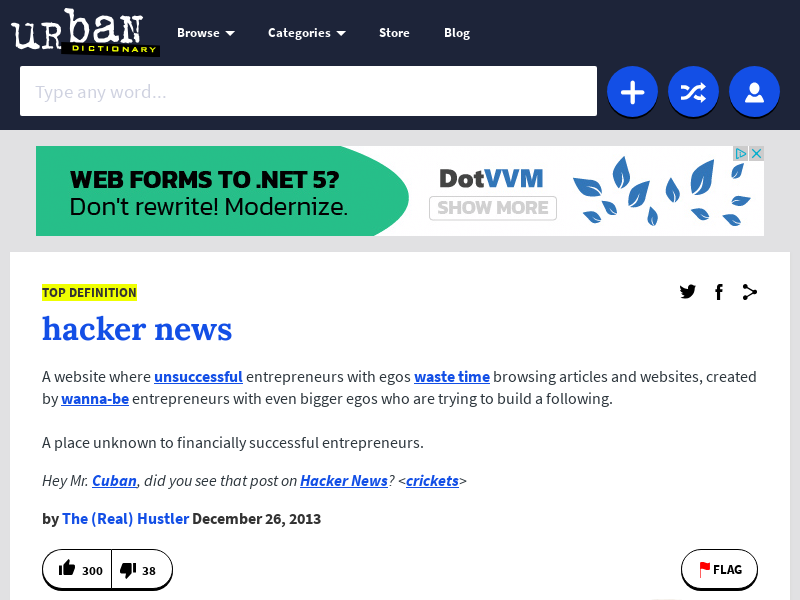 urban
DICTIONARY
Browse
Categories
Store
Blog
Type any word...
WEB FORMS TO .NET 5?
Don't rewrite! Modernize.
DotVVM
SHOW MORE
TOP DEFINITION
hacker news
A website where unsuccessful entrepreneurs with egos waste time browsing articles and websites, created
by wanna-be entrepreneurs with even bigger egos who are trying to build a following.
A place unknown to financially successful entrepreneurs.
Hey Mr. Cuban, did you see that post on Hacker News? <crickets>
by The (Real) Hustler December 26, 2013
300
38
FLAG